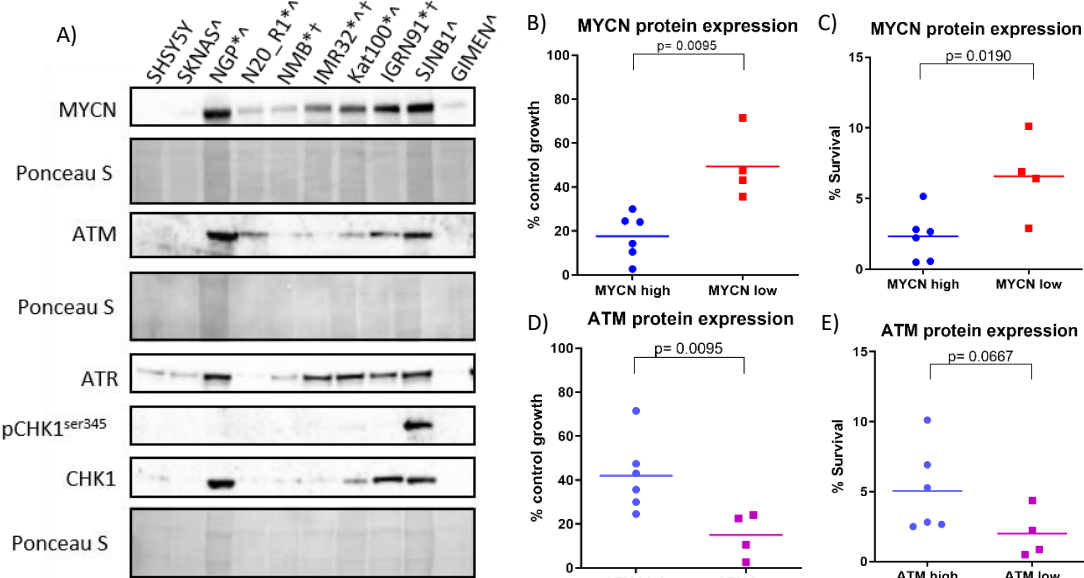 A)
SHSY5Y
SKNAS^
NGP*^
N20_R1*^
NMB*†
IMR32*^†
Kat100*^
IGRN91*†
SJNB1^
GIMEN^
MYCN
Ponceau S
ATM
Ponceau S
ATR
pCHK1ser345
CHK1
Ponceau S
B)
MYCN protein expression
p= 0.0095
% control growth
100
80
60
40
20
0
MYCN high
MYCN low
C)
MYCN protein expression
p= 0.0190
% Survival
15
10
5
0
MYCN high
MYCN low
D)
ATM protein expression
p= 0.0095
% control growth
100
80
60
40
20
0
E)
ATM protein expression
p= 0.0667
% Survival
15
10
5
0
ATM high
ATM low